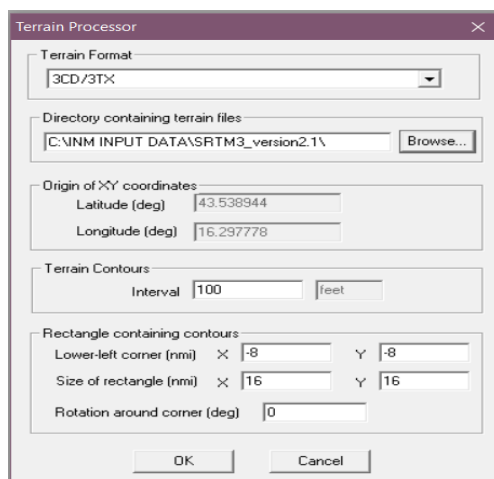 Terrain Processor
Terrain Format
3CD/3TX
Directory containing terrain files
C:\INM INPUT DATA\SRTM3_version2.1\ Browse...
Origin of XY coordinates
Latitude (deg) 43.538944
Longitude (deg) 16.297778
Terrain Contours
Interval 100 feet
Rectangle containing contours
Lower-left corner (nmi) X -8 Y -8
Size of rectangle (nmi) X 16 Y 16
Rotation around corner (deg) 0
OK Cancel